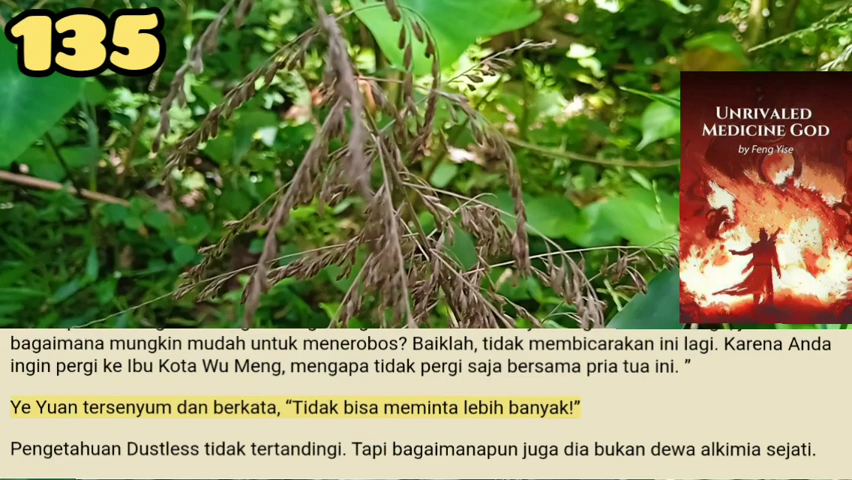 135
UNRIVALED
MEDICINE GOD
by Feng Yise
bagaimana mungkin mudah untuk menerobos? Baiklah, tidak membicarakan ini lagi. Karena Anda
ingin pergi ke Ibu Kota Wu Meng, mengapa tidak pergi saja bersama pria tua ini. ”
Ye Yuan tersenyum dan berkata, “Tidak bisa meminta lebih banyak!”
Pengetahuan Dustless tidak tertandingi. Tapi bagaimanapun juga dia bukan dewa alkimia sejati.